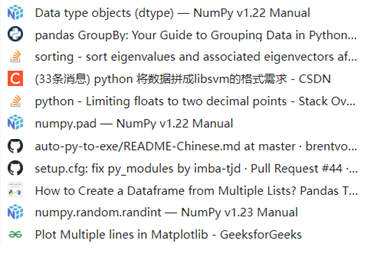 Data type objects (dtype) — NumPy v1.22 Manual
pandas GroupBy: Your Guide to Grouping Data in Python...
sorting - sort eigenvalues and associated eigenvectors af...
(33条消息) python 将数据拼成libsvm的格式需求 - CSDN
python - Limiting floats to two decimal points - Stack Ov...
numpy.pad — NumPy v1.22 Manual
auto-py-to-exe/README-Chinese.md at master · brentvo...
setup.cfg: fix py_modules by imba-tjd · Pull Request #44 · ...
How to Create a Dataframe from Multiple Lists? Pandas T...
numpy.random.randint — NumPy v1.23 Manual
Plot Multiple lines in Matplotlib - GeeksforGeeks